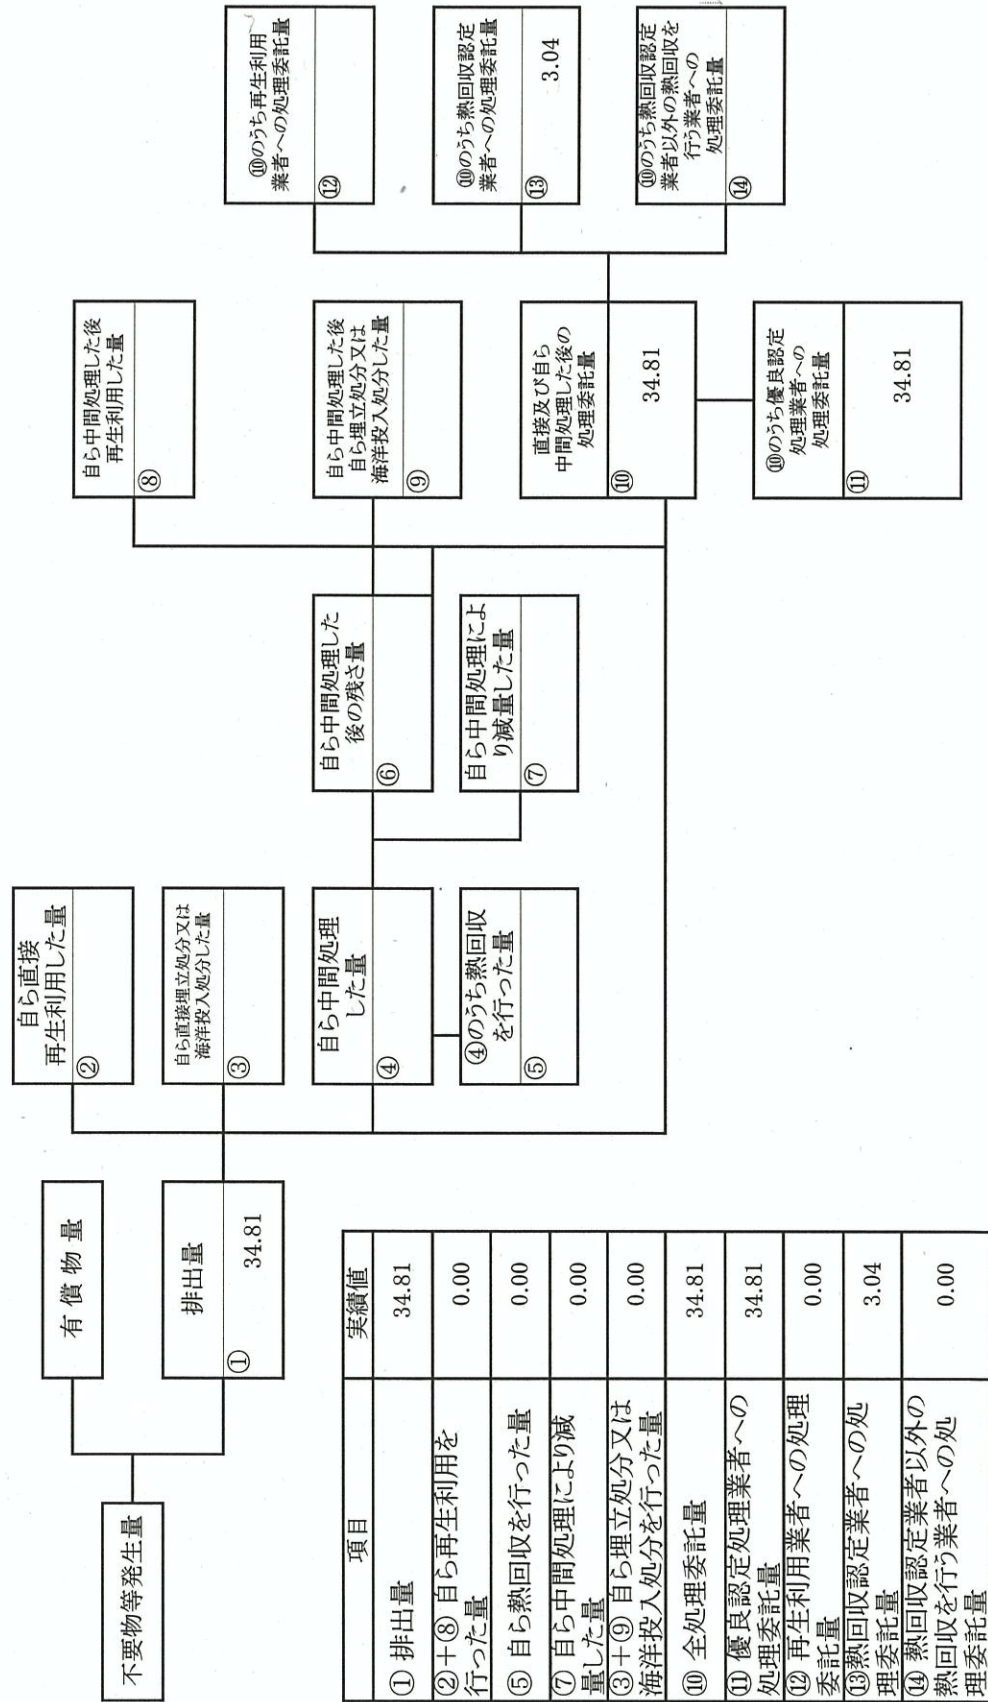 不要物等発生量
有償物量
排出量
①
34.81
自ら直接
再生利用した量
②
自ら直接埋立処分又は
海洋投入処分した量
③
自ら中間処理
した量
④
④のうち熱回収
を行った量
⑤
自ら中間処理した
後の残さ量
⑥
自ら中間処理によ
り減量した量
⑦
自ら中間処理した後
再生利用した量
⑧
自ら中間処理した後
自ら埋立処分又は
海洋投入処分した量
⑨
直接及び自ら
中間処理した後の
処理委託量
⑩
34.81
⑩のうち優良認定
処理業者への
処理委託量
⑪
34.81
⑩のうち再生利用
業者への処理委託量
⑫
⑩のうち熱回収認定
業者への処理委託量
⑬
3.04
⑩のうち熱回収認定
業者以外の熱回収を
行う業者への
処理委託量
⑭
項目 実績値
① 排出量 34.81
②+⑧ 自ら再生利用を
行った量 0.00
⑤ 自ら熱回収を行った量 0.00
⑦ 自ら中間処理により減
量した量 0.00
③+⑨ 自ら埋立処分又は
海洋投入処分を行った量 0.00
⑩ 全処理委託量 34.81
⑪ 優良認定処理業者への
処理委託量 34.81
⑫ 再生利用業者への処理
委託量 0.00
⑬熱回収認定業者への処
理委託量 3.04
⑭ 熱回収認定業者以外の
熱回収を行う業者への処
理委託量 0.00